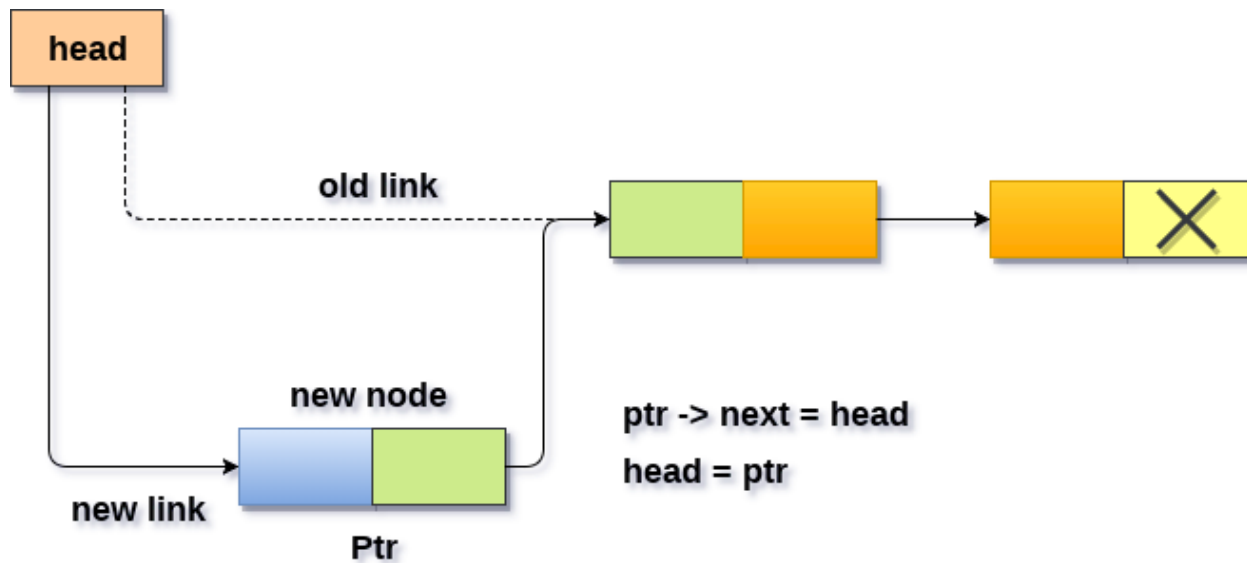 head
old link
new node
ptr -> next = head
head = ptr
new link
Ptr